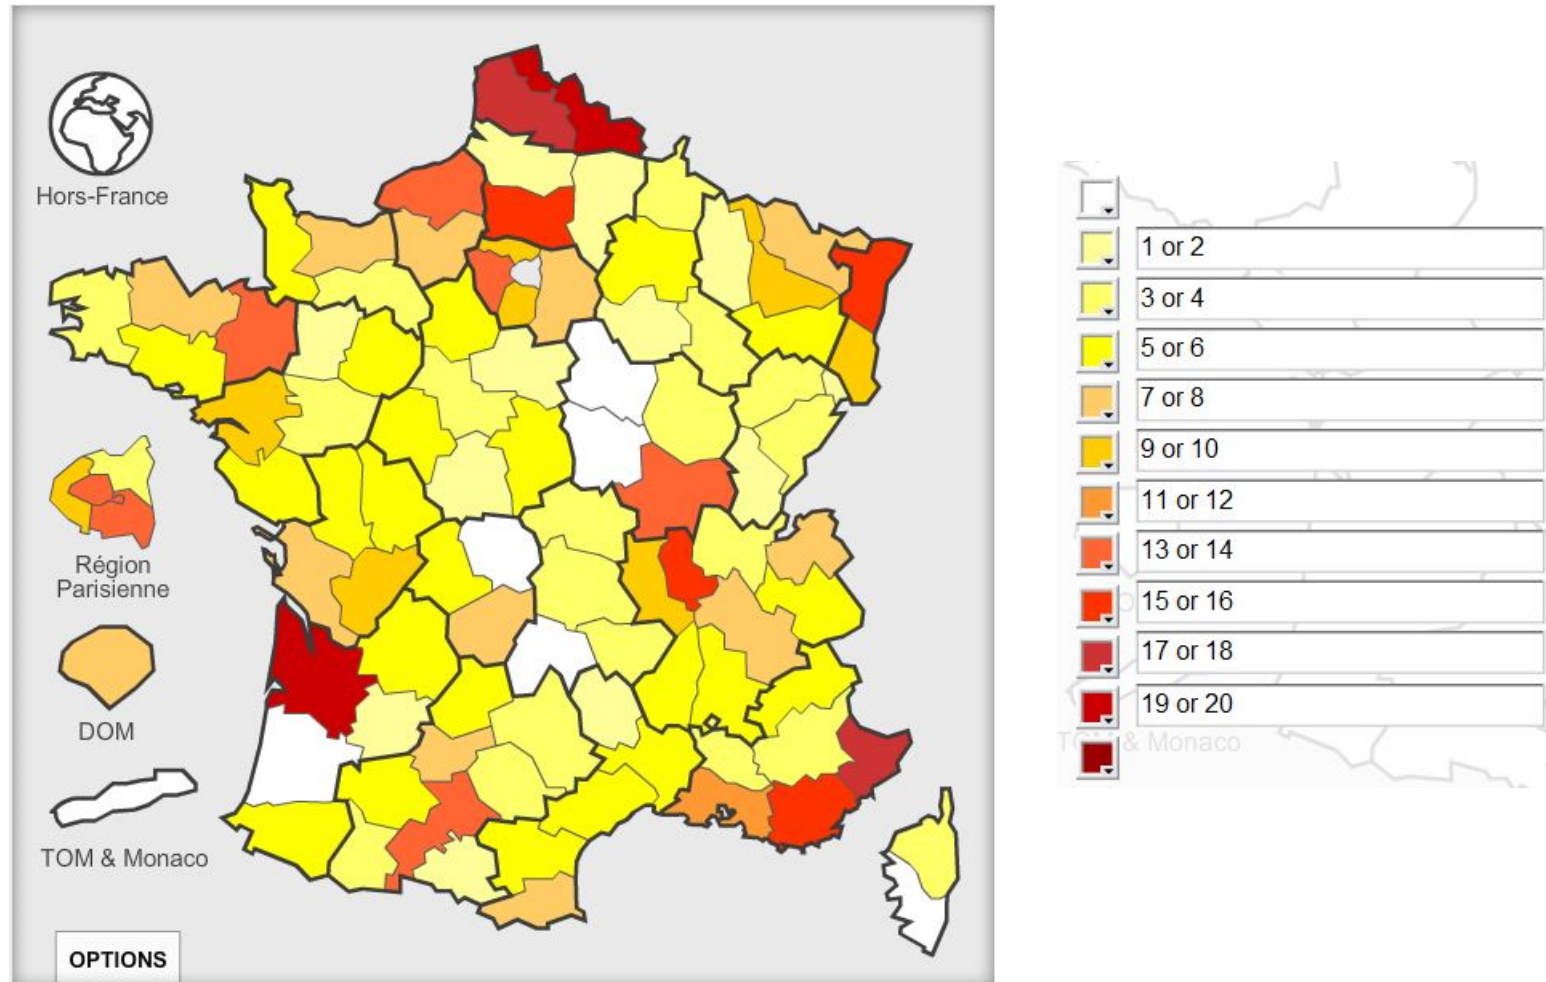 Hors-France
Région
Parisienne
DOM
TOM & Monaco
OPTIONS
1 or 2
3 or 4
5 or 6
7 or 8
9 or 10
11 or 12
13 or 14
15 or 16
17 or 18
19 or 20
& Monaco